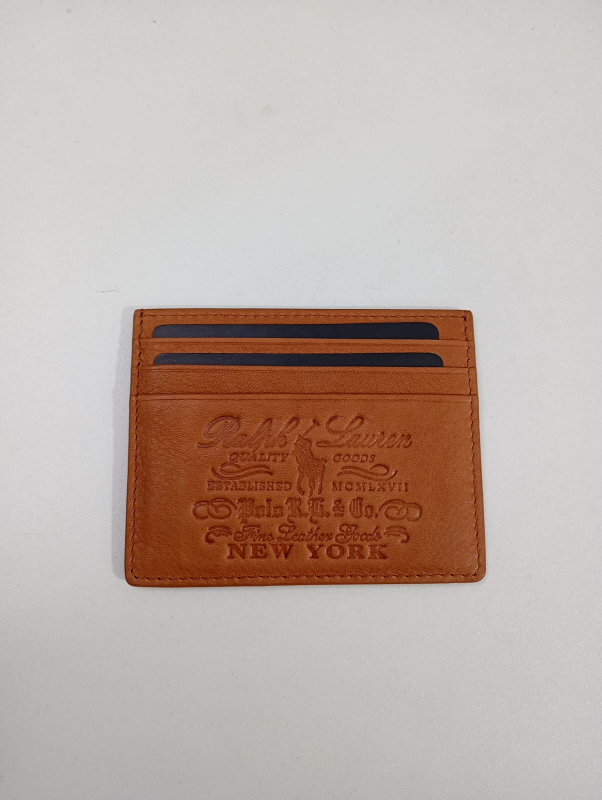 Ralph Lauren
QUALITY GOODS
ESTABLISHED MCMLXVII
Polo R.L. & Co.
Fine Leather Goods
NEW YORK